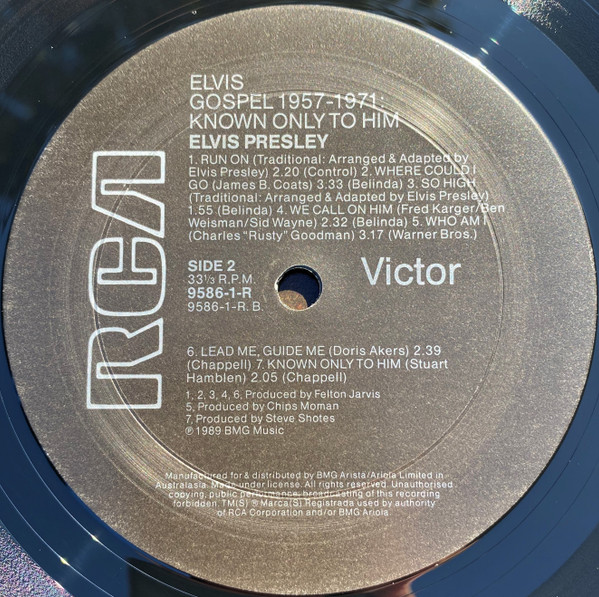 ELVIS
GOSPEL 1957-1971:
KNOWN ONLY TO HIM
ELVIS PRESLEY
1. RUN ON (Traditional: Arranged & Adapted by
Elvis Presley) 2.20 (Control) 2. WHERE COULD I
GO (James B. Coats) 3.33 (Belinda) 3. SO HIGH
(Traditional: Arranged & Adapted by Elvis Presley)
1.55 (Belinda) 4. WE CALL ON HIM (Fred Karger/Ben
Weisman/Sid Wayne) 2.32 (Belinda) 5. WHO AM I
(Charles "Rusty" Goodman) 3.17 (Warner Bros.)
RCA
SIDE 2
33⅓ R.P.M.
9586-1-R
9586-1-R. B.
Victor
6. LEAD ME, GUIDE ME (Doris Akers) 2.39
(Chappell) 7. KNOWN ONLY TO HIM (Stuart
Hamblen) 2.05 (Chappell)
1, 2, 3, 4, 6, Produced by Felton Jarvis
5, Produced by Chips Moman
7, Produced by Steve Shotes
℗ 1989 BMG Music
Manufactured for & distributed by BMG Arista/Ariola Limited in
Australasia. Made under license. All rights reserved. Unauthorised
copying, public performance, broadcasting of this recording
forbidden. TM(S) ® Marca(S) Registrada used by authority
of RCA Corporation and/or BMG Ariola.